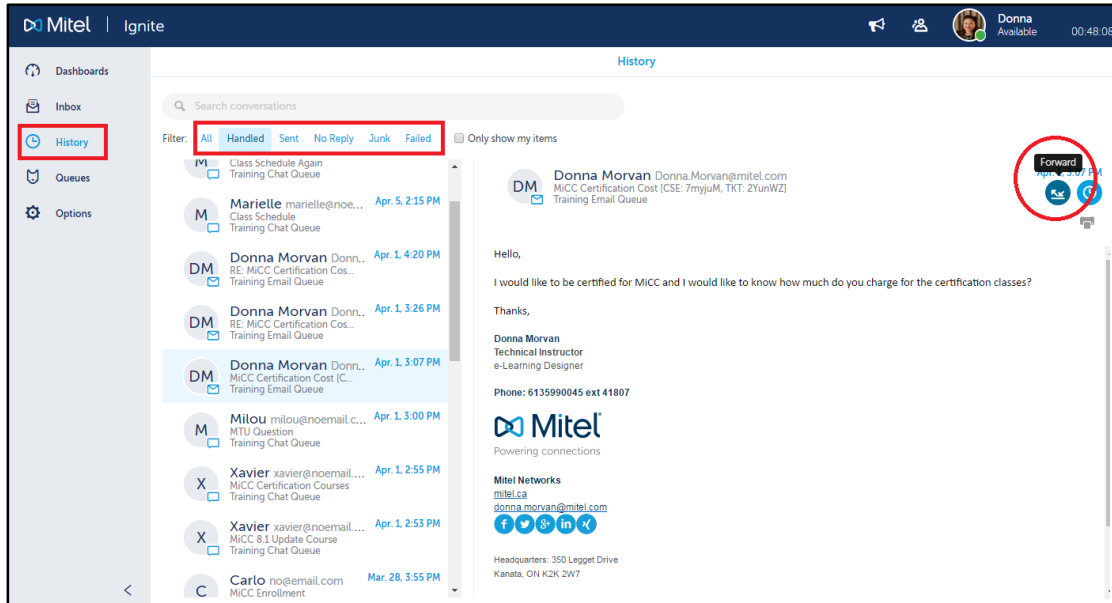 Mitel | Ignite
Donna
Available
00:48:08
Dashboards
Inbox
History
Queues
Options
History
Search conversations
Filter: All Handled Sent No Reply Junk Failed Only show my items
M Class Schedule Again
Training Chat Queue
M Marielle marielle@noe... Apr. 5, 2:15 PM
Class Schedule
Training Chat Queue
DM Donna Morvan Donn... Apr. 1, 4:20 PM
RE: MiCC Certification Cos...
Training Email Queue
DM Donna Morvan Donn... Apr. 1, 3:26 PM
RE: MiCC Certification Cos...
Training Email Queue
DM Donna Morvan Donn... Apr. 1, 3:07 PM
MiCC Certification Cost [C...
Training Email Queue
M Milou milou@noemail.c... Apr. 1, 3:00 PM
MTU Question
Training Chat Queue
X Xavier xavier@noemail.... Apr. 1, 2:55 PM
MiCC Certification Courses
Training Chat Queue
X Xavier xavier@noemail.... Apr. 1, 2:53 PM
MiCC 8.1 Update Course
Training Chat Queue
C Carlo no@email.com Mar. 28, 3:55 PM
MiCC Enrollment
Forward
DM Donna Morvan Donna.Morvan@mitel.com 3:07 PM
MiCC Certification Cost [CSE: 7myjuM, TKT: 2YunWZ]
Training Email Queue
Hello,
I would like to be certified for MiCC and I would like to know how much do you charge for the certification classes?
Thanks,
Donna Morvan
Technical Instructor
e-Learning Designer
Phone: 6135990045 ext 41807
Mitel
Powering connections
Mitel Networks
mitel.ca
donna.morvan@mitel.com
Headquarters: 350 Legget Drive
Kanata, ON K2K 2W7